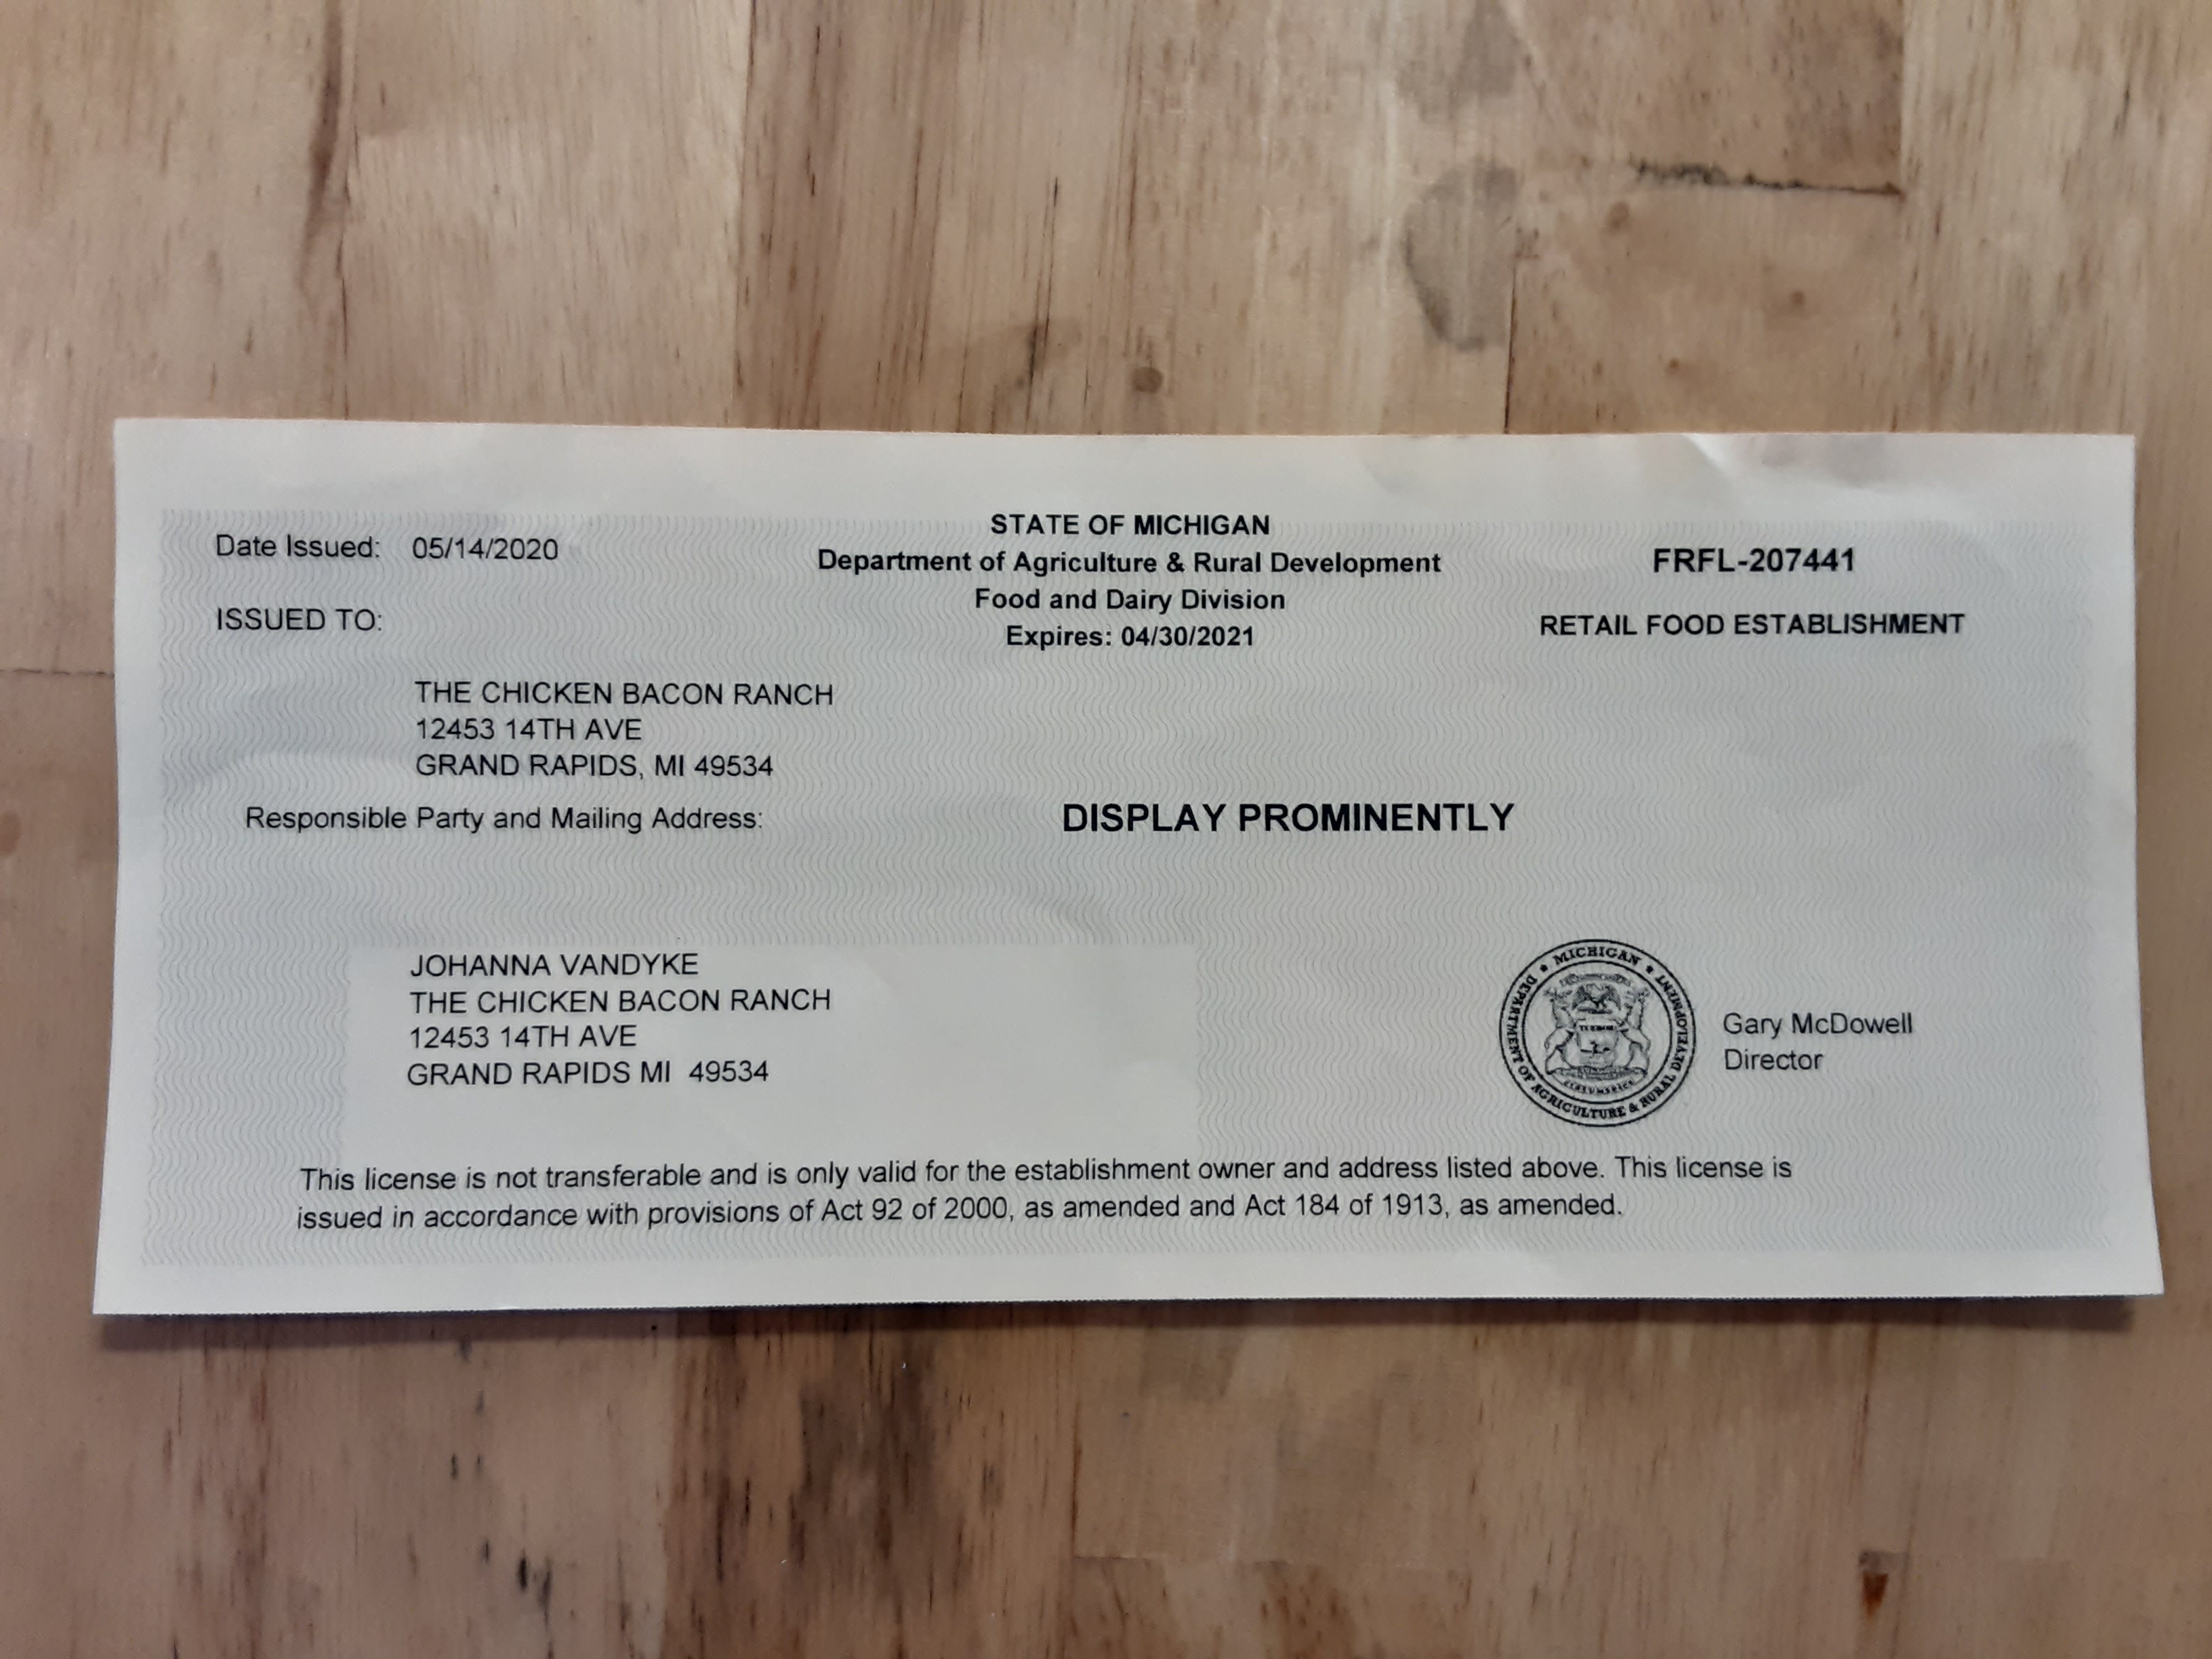 STATE OF MICHIGAN
Department of Agriculture & Rural Development
Food and Dairy Division
Expires: 04/30/2021
Date Issued: 05/14/2020
FRFL-207441
RETAIL FOOD ESTABLISHMENT
ISSUED TO:
THE CHICKEN BACON RANCH
12453 14TH AVE
GRAND RAPIDS, MI 49534
Responsible Party and Mailing Address:
DISPLAY PROMINENTLY
JOHANNA VANDYKE
THE CHICKEN BACON RANCH
12453 14TH AVE
GRAND RAPIDS MI 49534
★ MICHIGAN ★
DEPARTMENT OF AGRICULTURE & RURAL DEVELOPMENT
Gary McDowell
Director
This license is not transferable and is only valid for the establishment owner and address listed above. This license is
issued in accordance with provisions of Act 92 of 2000, as amended and Act 184 of 1913, as amended.